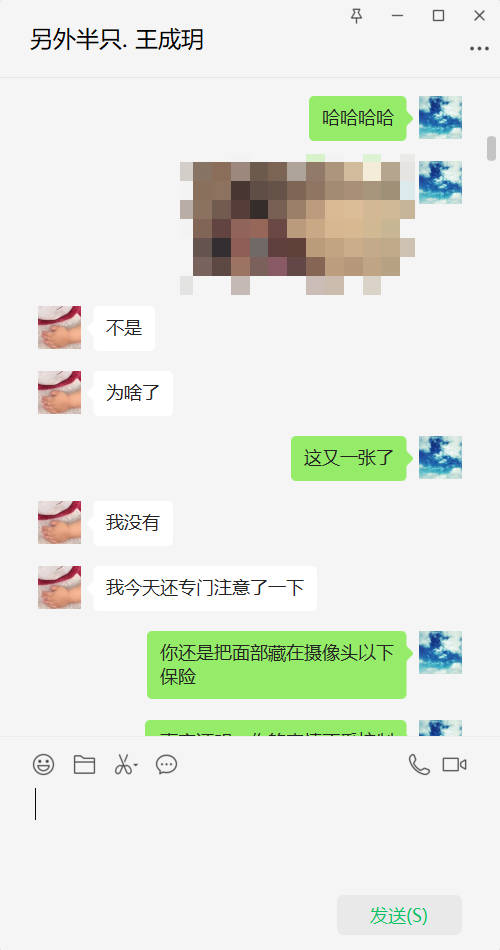 另外半只. 王成玥
哈哈哈哈
不是
为啥了
这又一张了
我没有
我今天还专门注意了一下
你还是把面部藏在摄像头以下
保险
发送(S)